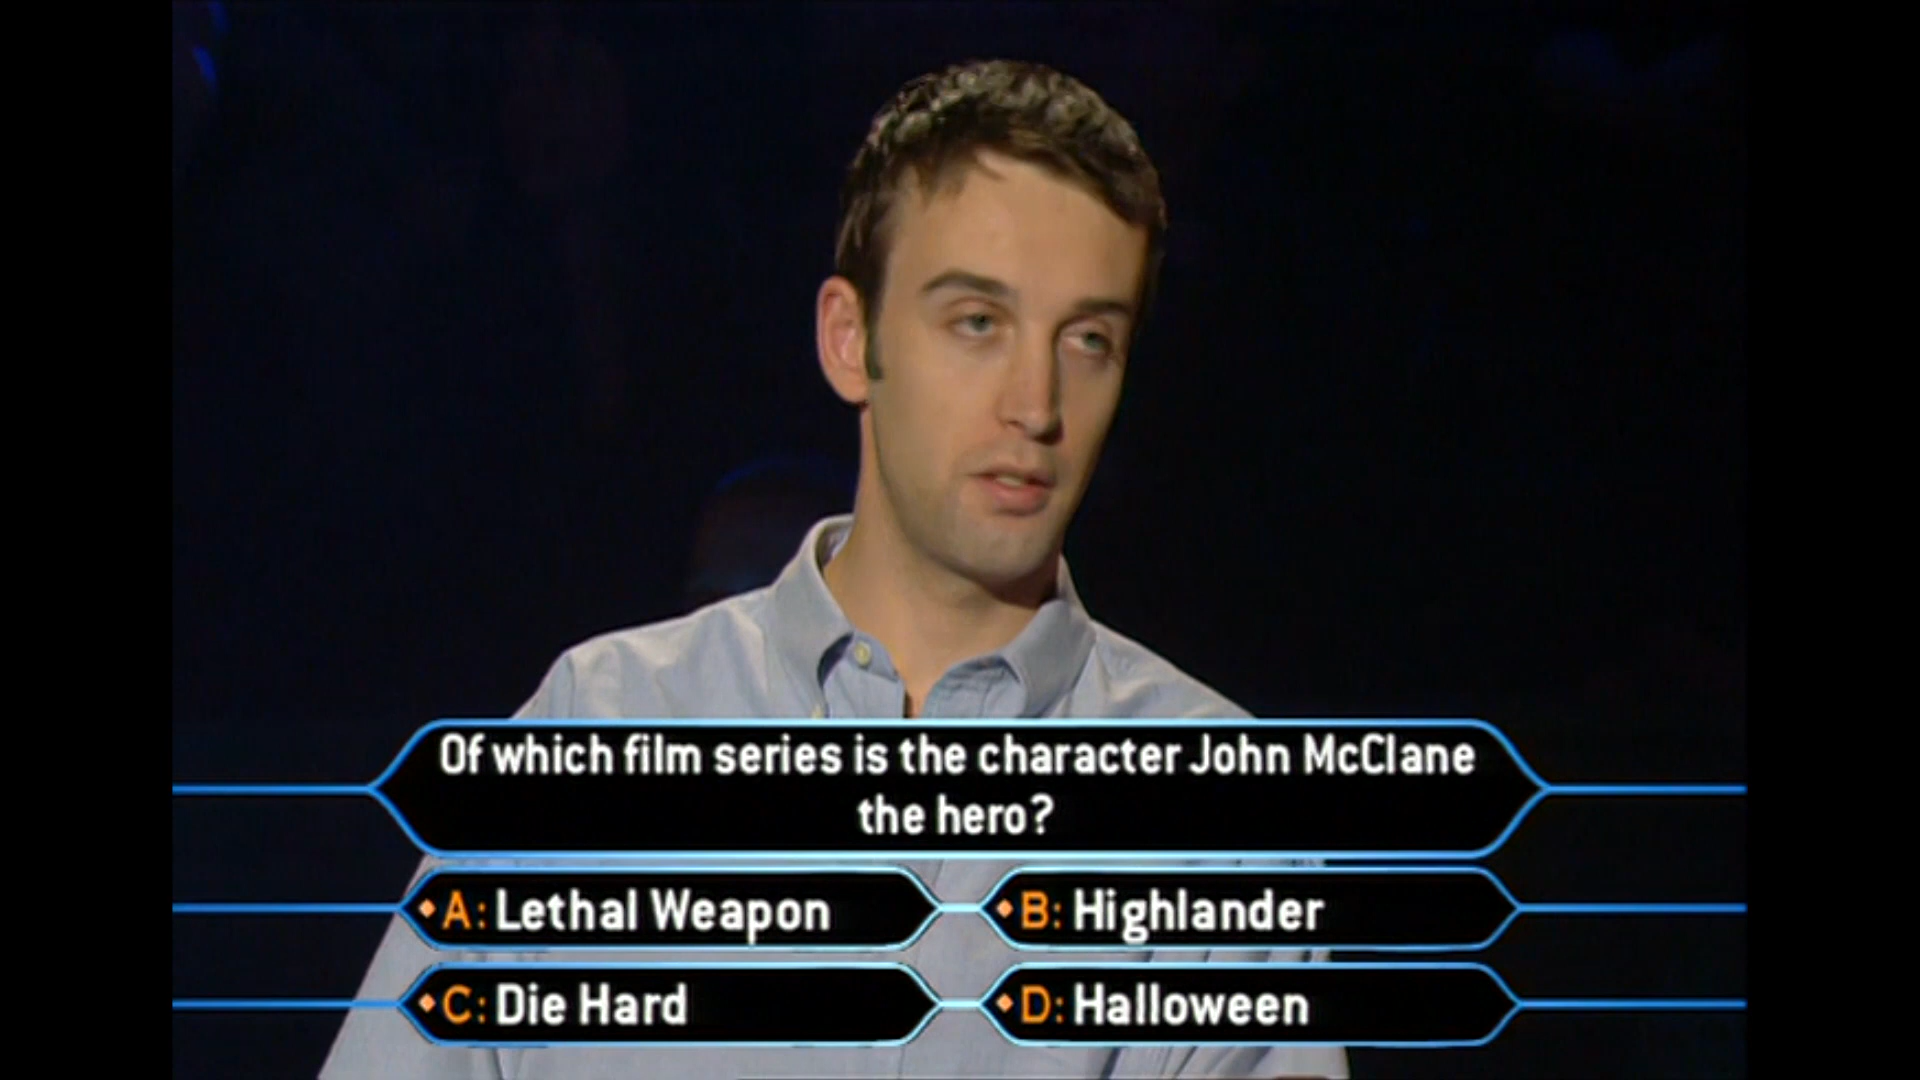 Of which film series is the character John McClane
the hero?
A: Lethal Weapon
B: Highlander
C: Die Hard
D: Halloween